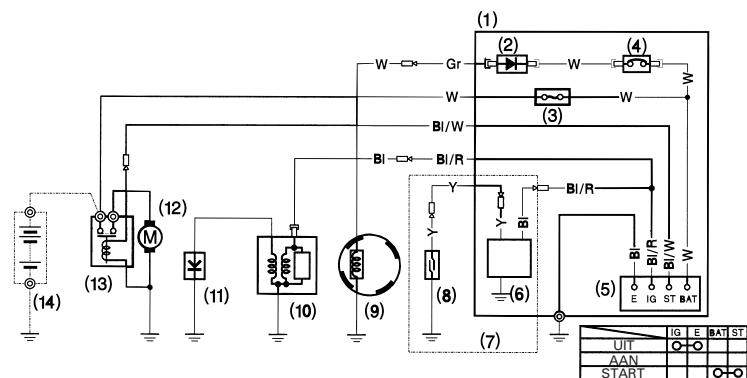 (1)
(2)
(4)
W
Gr
W
W
W
W
(3)
Bl/W
Bl
Bl/R
Y
Bl
Bl/R
(12)
Y
Y
M
Bl
Bl/R
Bl/W
W
(14)
(13)
(11)
(10)
(9)
(8)
(6)
(5)
E IG ST BAT
(7)
IG E BAT ST
UIT
AAN
START